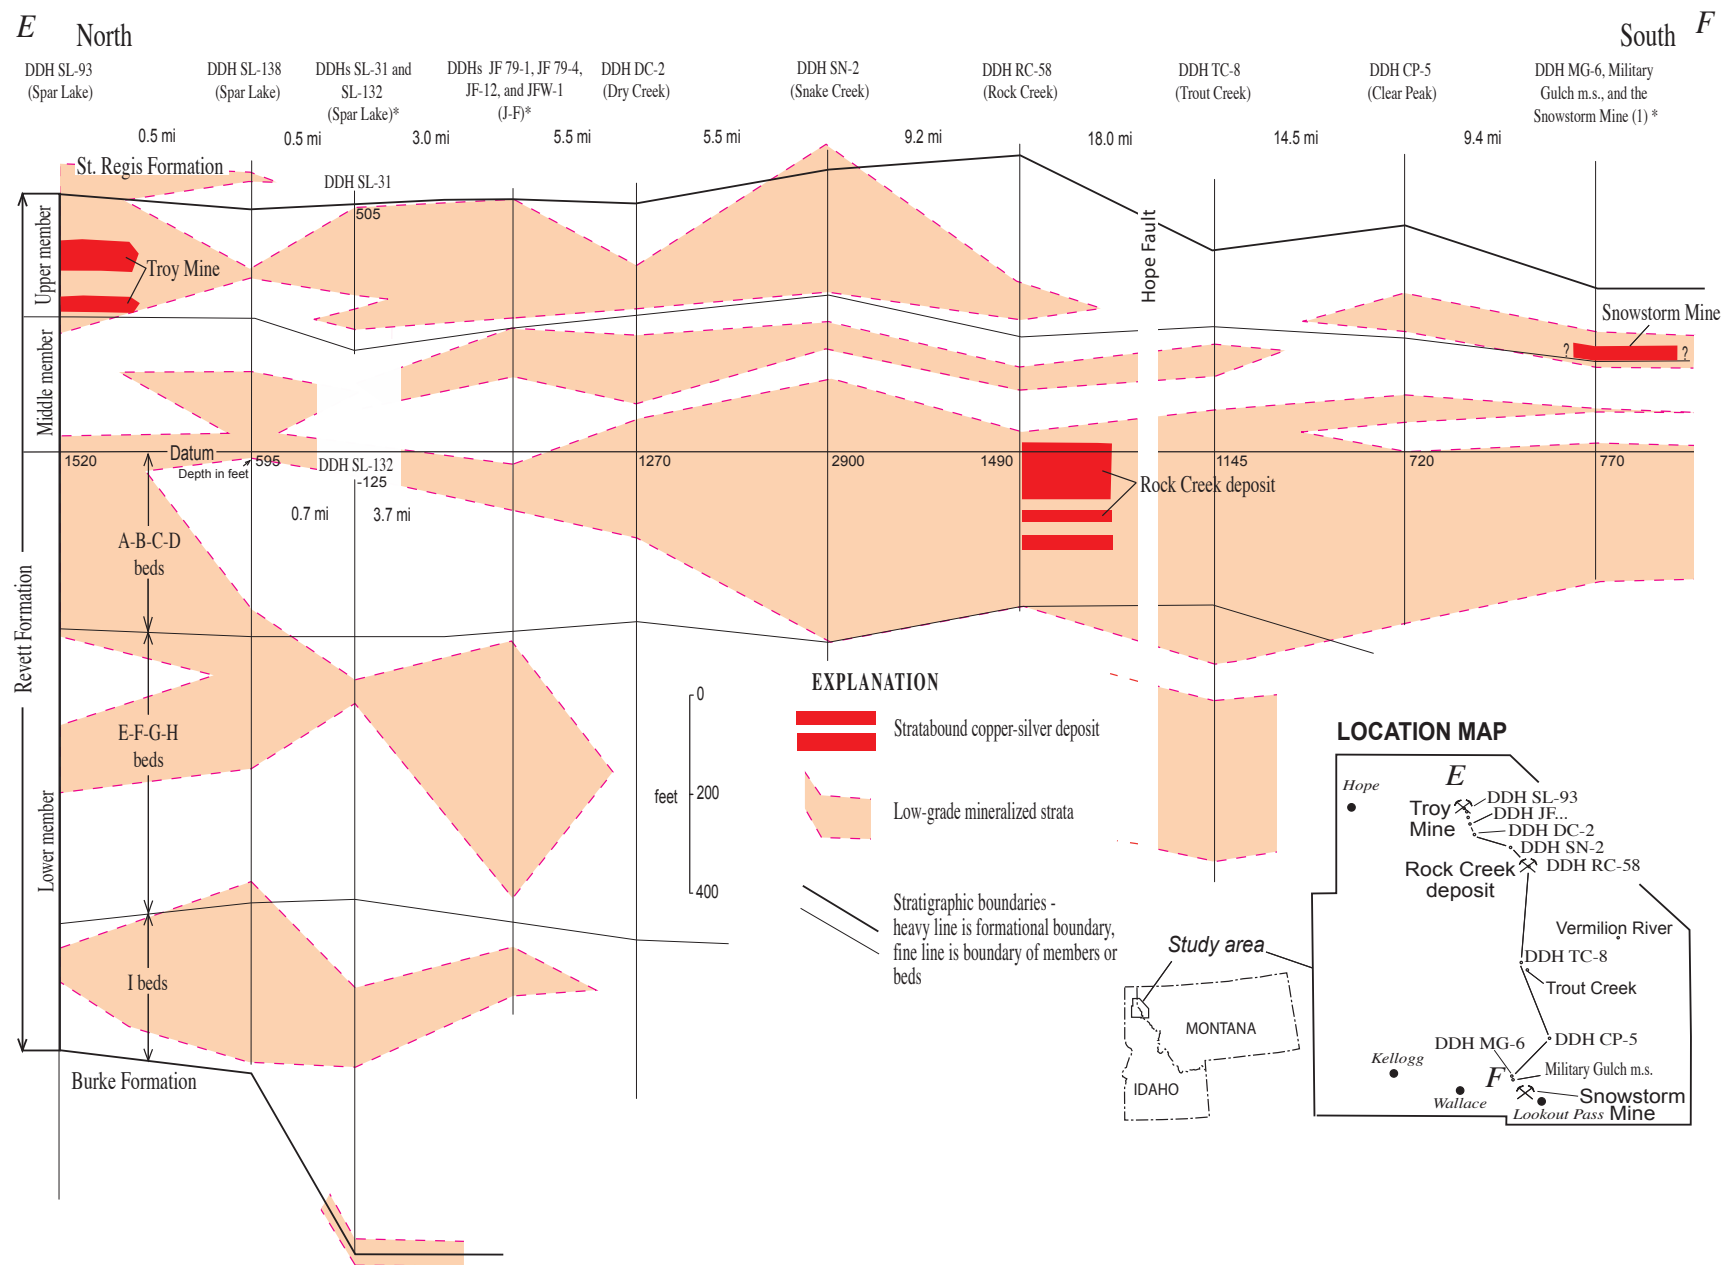 E
North
South
F
DDH SL-93
(Spar Lake)
DDH SL-138
(Spar Lake)
DDHs SL-31 and
SL-132
(Spar Lake)*
DDHs JF 79-1, JF 79-4,
JF-12, and JFW-1
(J-F)*
DDH DC-2
(Dry Creek)
DDH SN-2
(Snake Creek)
DDH RC-58
(Rock Creek)
DDH TC-8
(Trout Creek)
DDH CP-5
(Clear Peak)
DDH MG-6, Military
Gulch m.s., and the
Snowstorm Mine (1) *
0.5 mi
0.5 mi
3.0 mi
5.5 mi
5.5 mi
9.2 mi
18.0 mi
14.5 mi
9.4 mi
St. Regis Formation
DDH SL-31
505
Upper member
Troy Mine
Hope Fault
Snowstorm Mine
?
?
Middle member
Datum
1520
Depth in feet
595
DDH SL-132
-125
1270
2900
1490
1145
720
770
Rock Creek deposit
0.7 mi
3.7 mi
A-B-C-D
beds
Revett Formation
E-F-G-H
beds
Lower member
I beds
Burke Formation
0
feet
200
400
EXPLANATION
Stratabound copper-silver deposit
Low-grade mineralized strata
Stratigraphic boundaries -
heavy line is formational boundary,
fine line is boundary of members or
beds
LOCATION MAP
E
Hope
Troy
Mine
DDH SL-93
DDH JF...
DDH DC-2
DDH SN-2
Rock Creek
deposit
DDH RC-58
Vermilion River
Study area
DDH TC-8
Trout Creek
MONTANA
IDAHO
DDH MG-6
DDH CP-5
Kellogg
F
Military Gulch m.s.
Wallace
Snowstorm
Mine
Lookout Pass